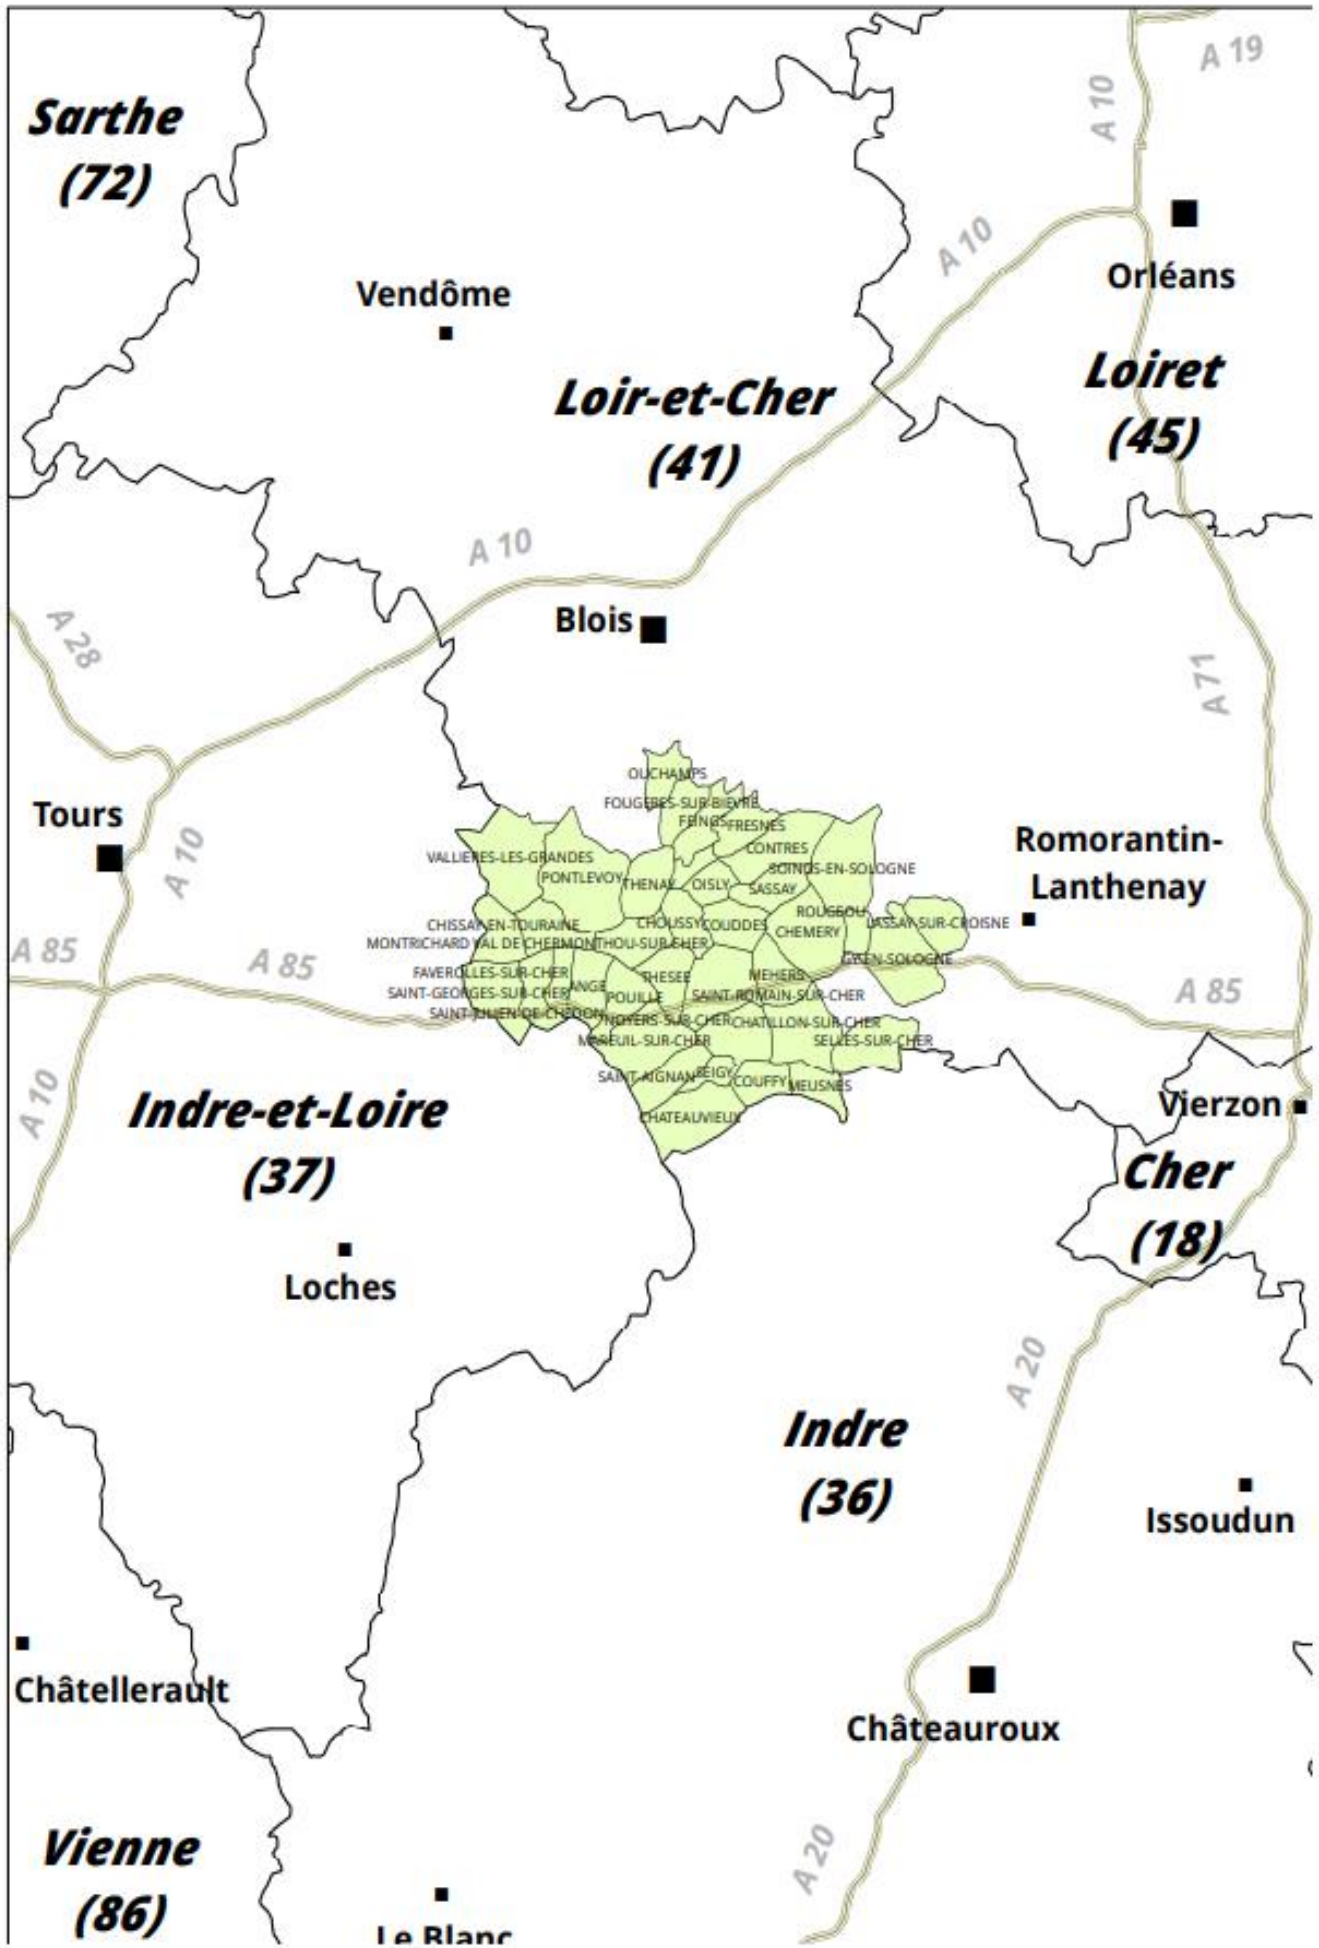 A 19
Sarthe
(72)
A 10
A 10
Orléans
Vendôme
Loiret
(45)
Loir-et-Cher
(41)
A 10
Blois
A 28
A 71
OUCHAMPS
FOUGERES-SUR-BIEVRE
FEINGS
FRESNES
Tours
CONTRES
Romorantin-
Lanthenay
A 10
VALLIERES-LES-GRANDES
SOINGS-EN-SOLOGNE
PONTLEVOY
THENAY
OISLY
SASSAY
ROUGEOU
CHISSAY-EN-TOURAINE
CHOUSSY
COUDDES
CHEMERY
LASSAY-SUR-CROISNE
MONTRICHARD VAL DE CHER
MONTHOU-SUR-CHER
GY-EN-SOLOGNE
A 85
A 85
FAVEROLLES-SUR-CHER
THESEE
MEHERS
A 85
SAINT-GEORGES-SUR-CHER
ANGE
POUILLE
SAINT-ROMAIN-SUR-CHER
SAINT-JULIEN-DE-CHEDON
NOYERS-SUR-CHER
CHATILLON-SUR-CHER
MAREUIL-SUR-CHER
SELLES-SUR-CHER
SAINT-AIGNAN
SEIGY
COUFFY
MEUSNES
CHATEAUVIEUX
A 10
Indre-et-Loire
(37)
Vierzon
Cher
(18)
Loches
A 20
Indre
(36)
Issoudun
Châtellerault
Châteauroux
Vienne
(86)
A 20
Le Blanc